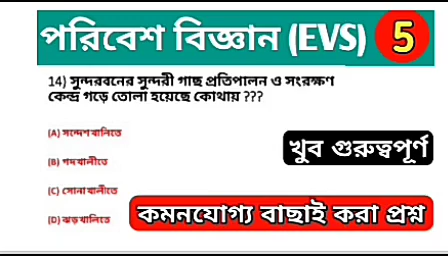 পরিবেশ বিজ্ঞান (EVS) 5
14) সুন্দরবনের সুন্দরী গাছ প্রতিপালন ও সংরক্ষণ
কেন্দ্র গড়ে তোলা হয়েছে কোথায় ???
(A) সন্দেশখালিতে
(B) গদখালীতে
(C) সোনাখালীতে
(D) ঝড়খালিতে
খুব গুরুত্বপূর্ণ
কমনযোগ্য বাছাই করা প্রশ্ন